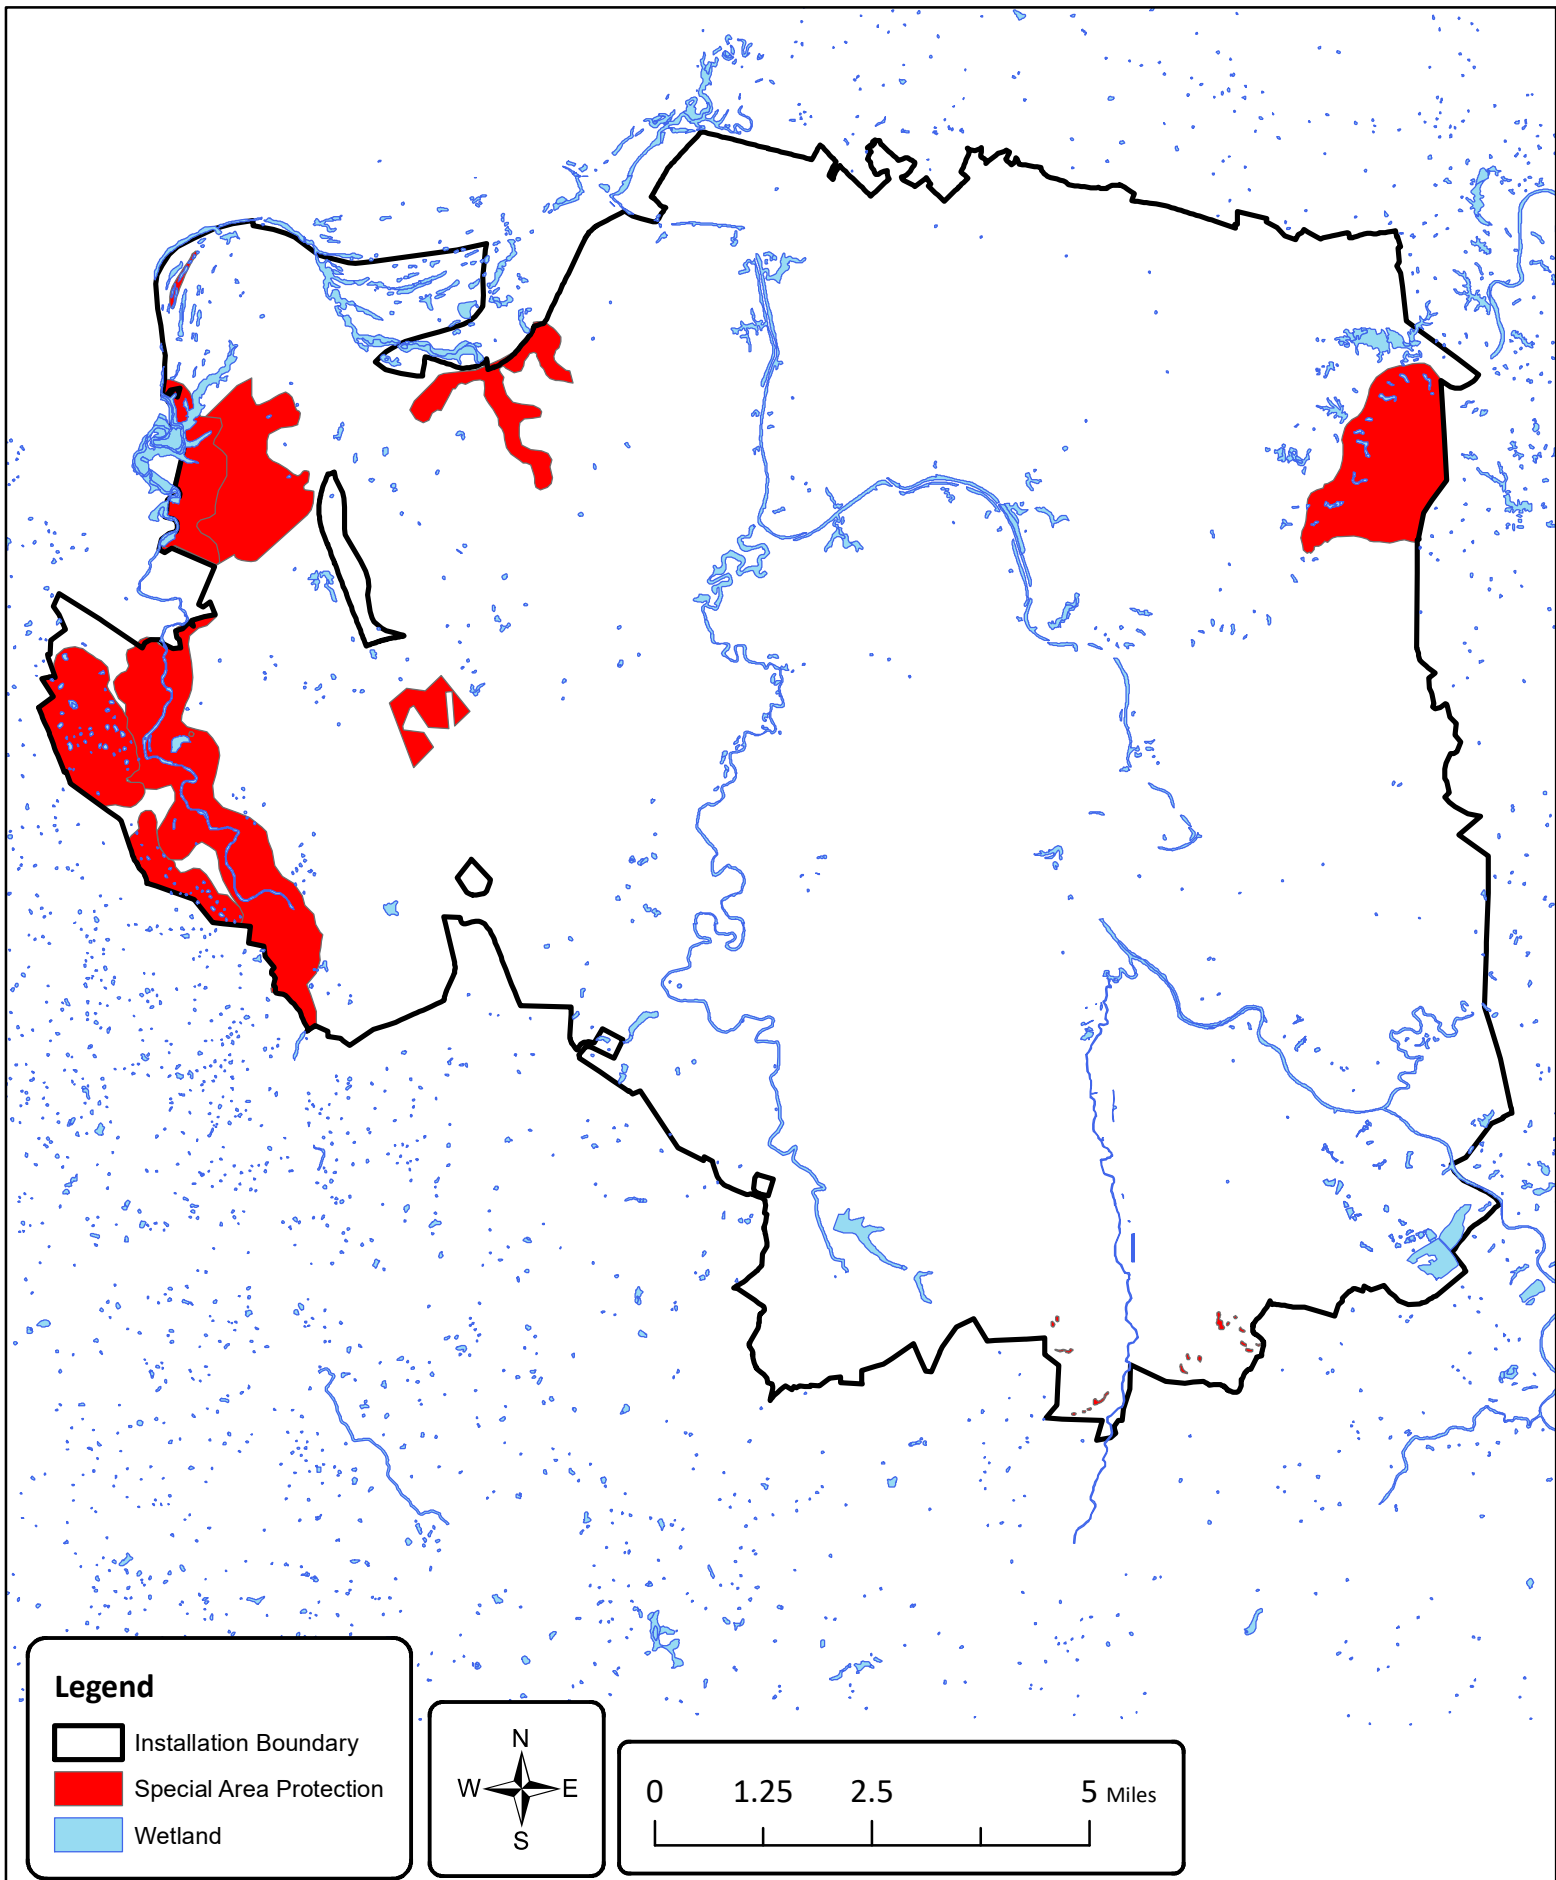 Legend
Installation Boundary
Special Area Protection
Wetland
N
W E
S
0 1.25 2.5 5 Miles